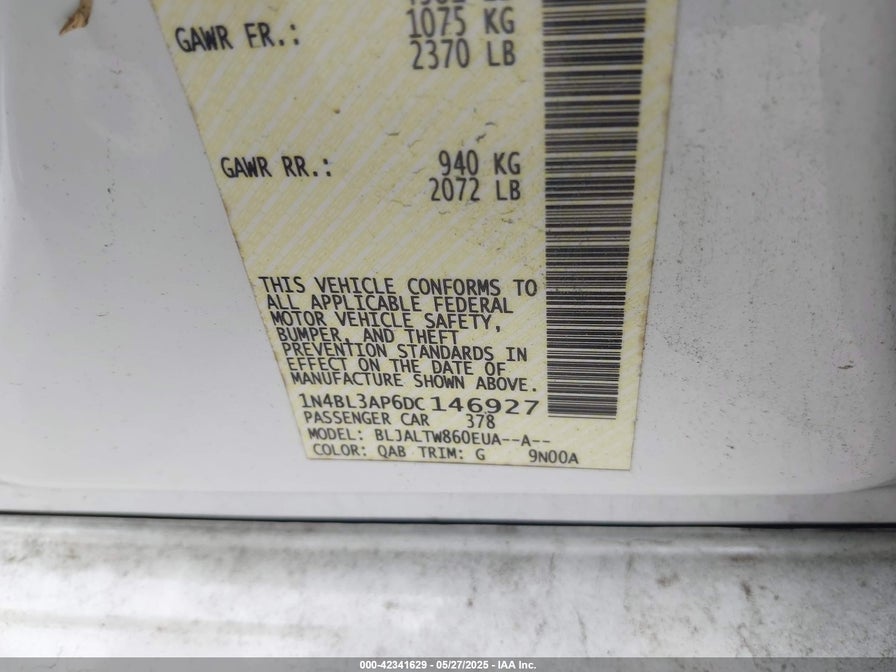 1075 KG
GAWR FR.: 2370 LB
GAWR RR.: 940 KG
2072 LB
THIS VEHICLE CONFORMS TO
ALL APPLICABLE FEDERAL
MOTOR VEHICLE SAFETY,
BUMPER, AND THEFT
PREVENTION STANDARDS IN
EFFECT ON THE DATE OF
MANUFACTURE SHOWN ABOVE.
1N4BL3AP6DC146927
PASSENGER CAR 378
MODEL: BLJALTW860EUA--A--
COLOR: QAB TRIM: G 9N00A
000-42341629 — 05/27/2025 — IAA Inc.